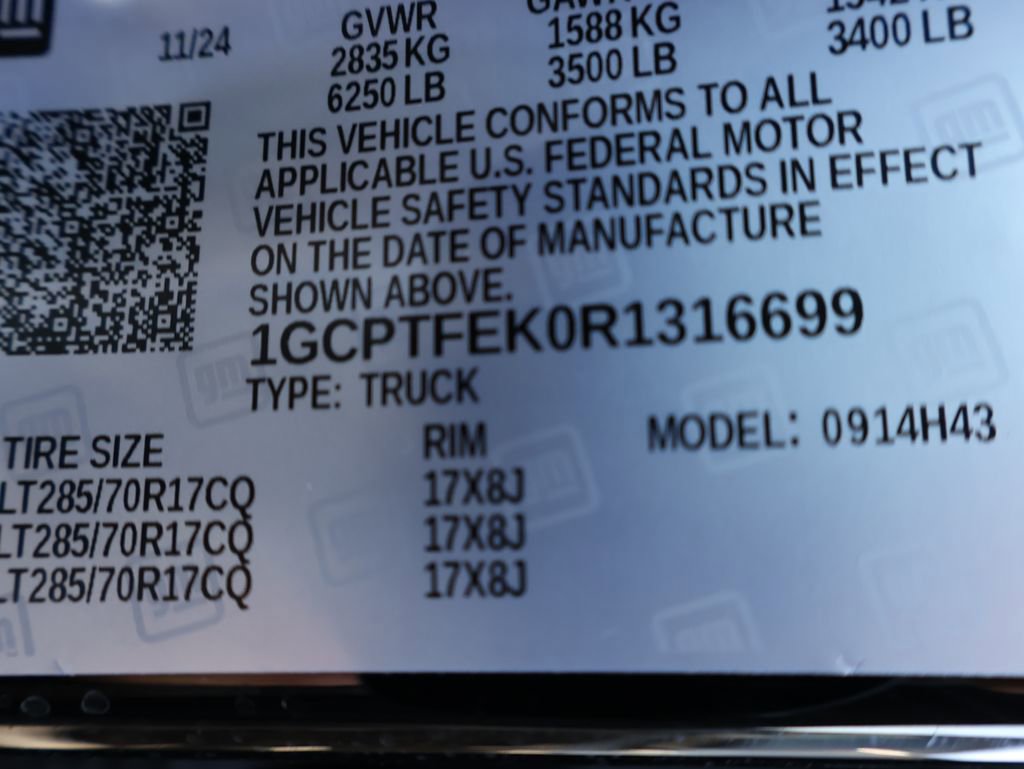 11/24 GVWR
2835 KG 1588 KG
6250 LB 3500 LB 3400 LB
THIS VEHICLE CONFORMS TO ALL
APPLICABLE U.S. FEDERAL MOTOR
VEHICLE SAFETY STANDARDS IN EFFECT
ON THE DATE OF MANUFACTURE
SHOWN ABOVE.
1GCPTFEK0R1316699
TYPE: TRUCK
TIRE SIZE RIM MODEL: 0914H43
LT285/70R17CQ 17X8J
LT285/70R17CQ 17X8J
LT285/70R17CQ 17X8J